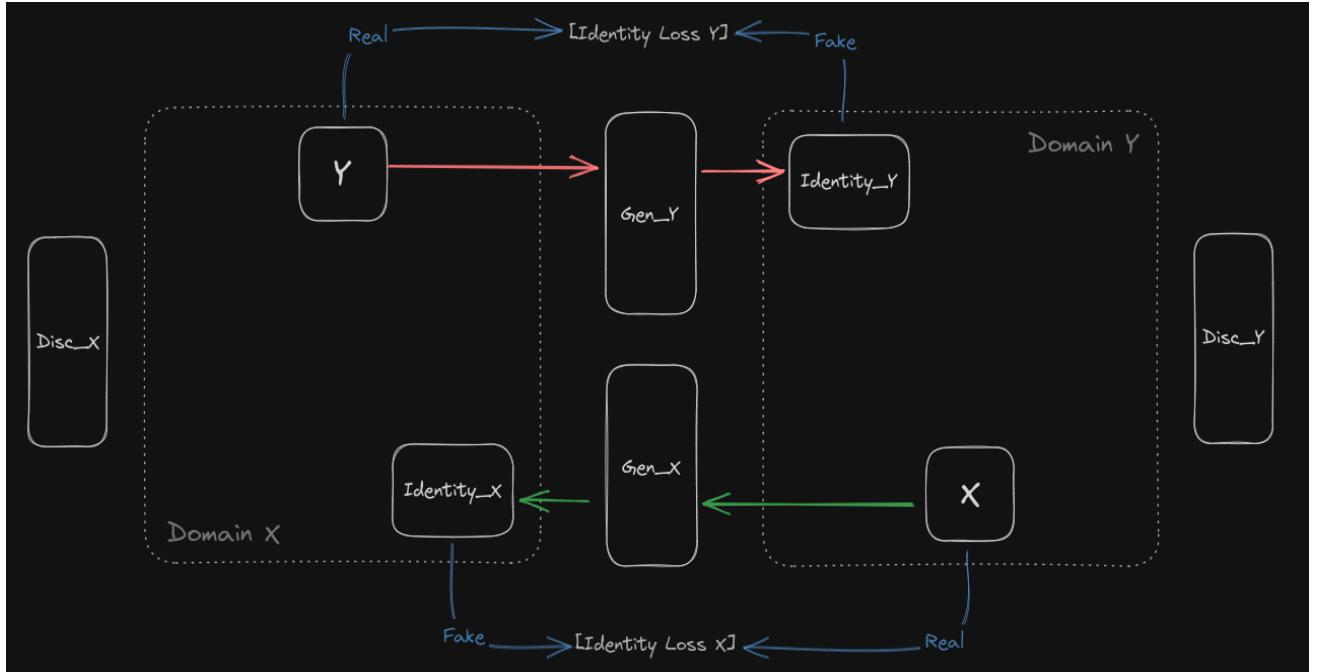 Real
[Identity Loss Y]
Fake
Domain Y
Y
Identity_Y
Gen_Y
Disc_X
Disc_Y
Gen_X
Identity_X
X
Domain X
Fake
[Identity Loss X]
Real